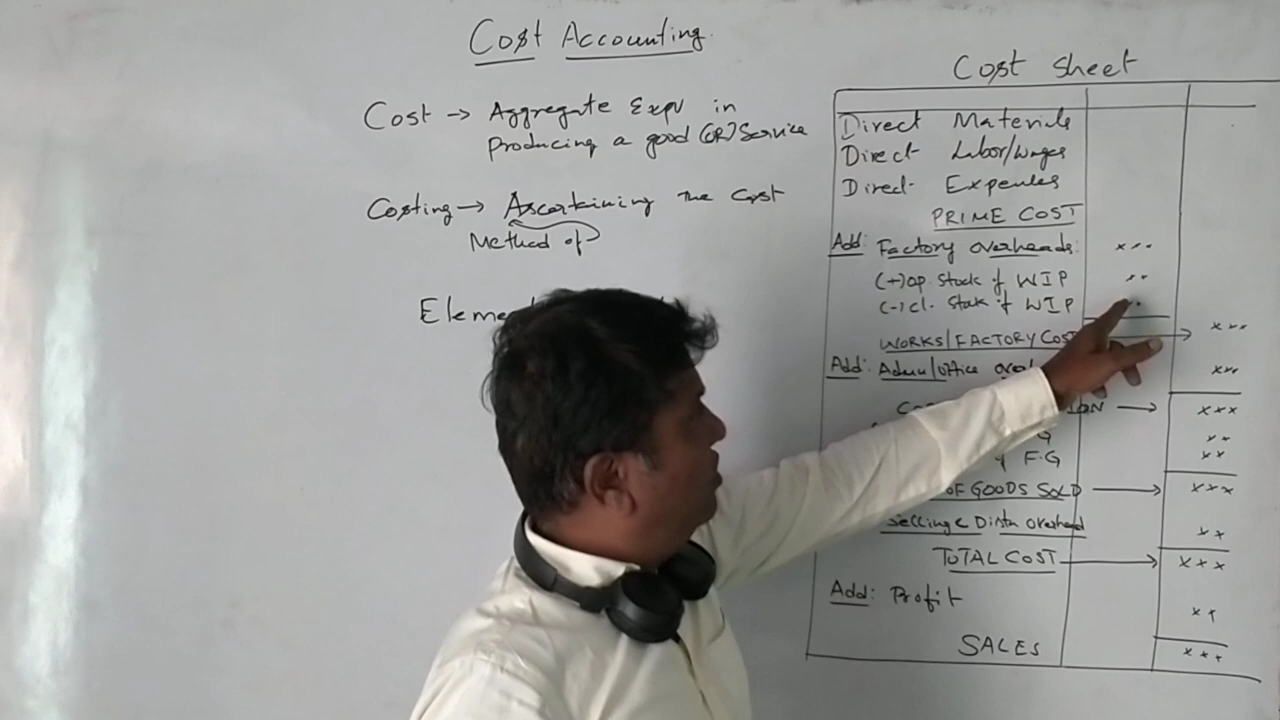 Cost Accounting.
Cost → Aggregate Expr in
producing a good (OR) Service
Costing → Ascertaining The Cost
Method of
Cost Sheet
Direct Materials
Direct Labor/Wages
Direct Expenses
PRIME COST
Add: Factory overheads: x x x
(+) op. Stock of WIP x x
(-) cl. Stock of WIP
WORKS/FACTORY COST → x x x
Add: Admn/office x x x
→ x x x
x x
F.G x x
OF GOODS SOLD → x x x
Selling & Distn overhead x x
TOTAL COST → x x x
Add: Profit x x
SALES x x x